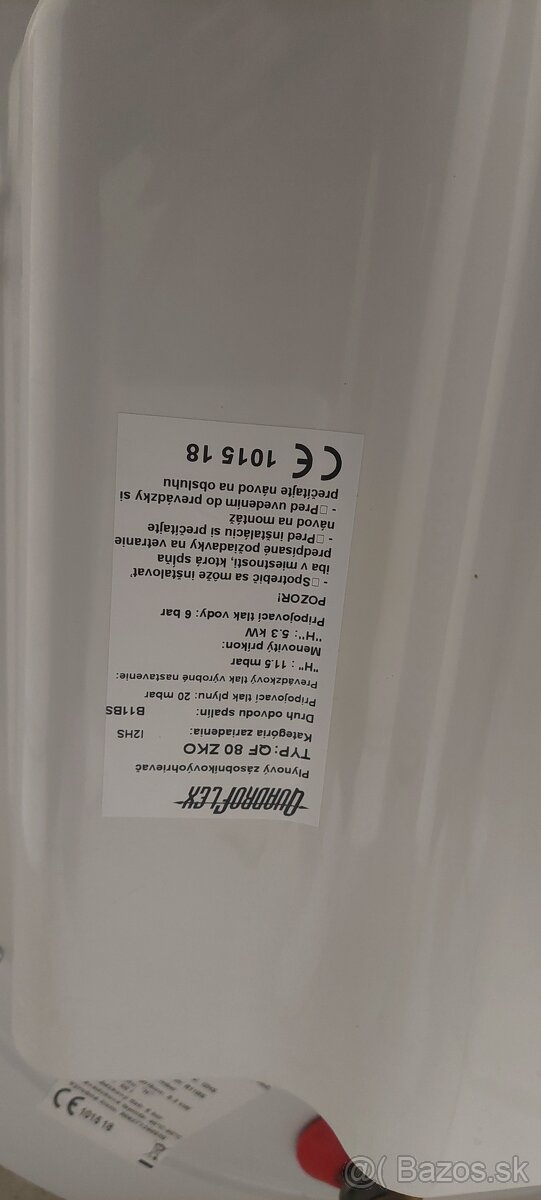 QUADROFLEX
Plynový zásobníkovýohrievač
TYP: QF 80 ZKO
Kategória zariadenia: I2HS
Druh odvodu spalín: B11BS
Pripojovací tlak plynu: 20 mbar
Prevádzkový tlak výrobné nastavenie:
"H" : 11.5 mbar
Menovitý príkon:
"H": 5.3 kW
Pripojovací tlak vody 6 bar
POZOR!
- □Spotrebič sa môže inštalovať
iba v miestnosti, ktorá spĺňa
predpísané požiadavky na vetranie
- □Pred inštaláciu si prečítajte
návod na montáž
- □Pred uvedením do prevádzky si
prečítajte návod na obsluhu
CE 1015 18
CE 1015 18
@( Bazos.sk